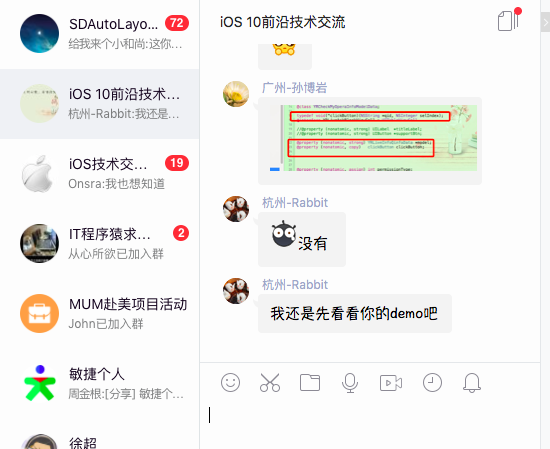 SDAutoLayo...
72
给我来个小和尚:这你...
iOS 10前沿技术...
杭州-Rabbit:我还是...
iOS技术交...
19
Onsra:我也想知道
IT程序猿求...
2
从心所欲已加入群
MUM赴美项目活动
John已加入群
敏捷个人
周金根:[分享] 敏捷个...
徐超
iOS 10前沿技术交流
广州-孙博岩
杭州-Rabbit
没有
杭州-Rabbit
我还是先看看你的demo吧